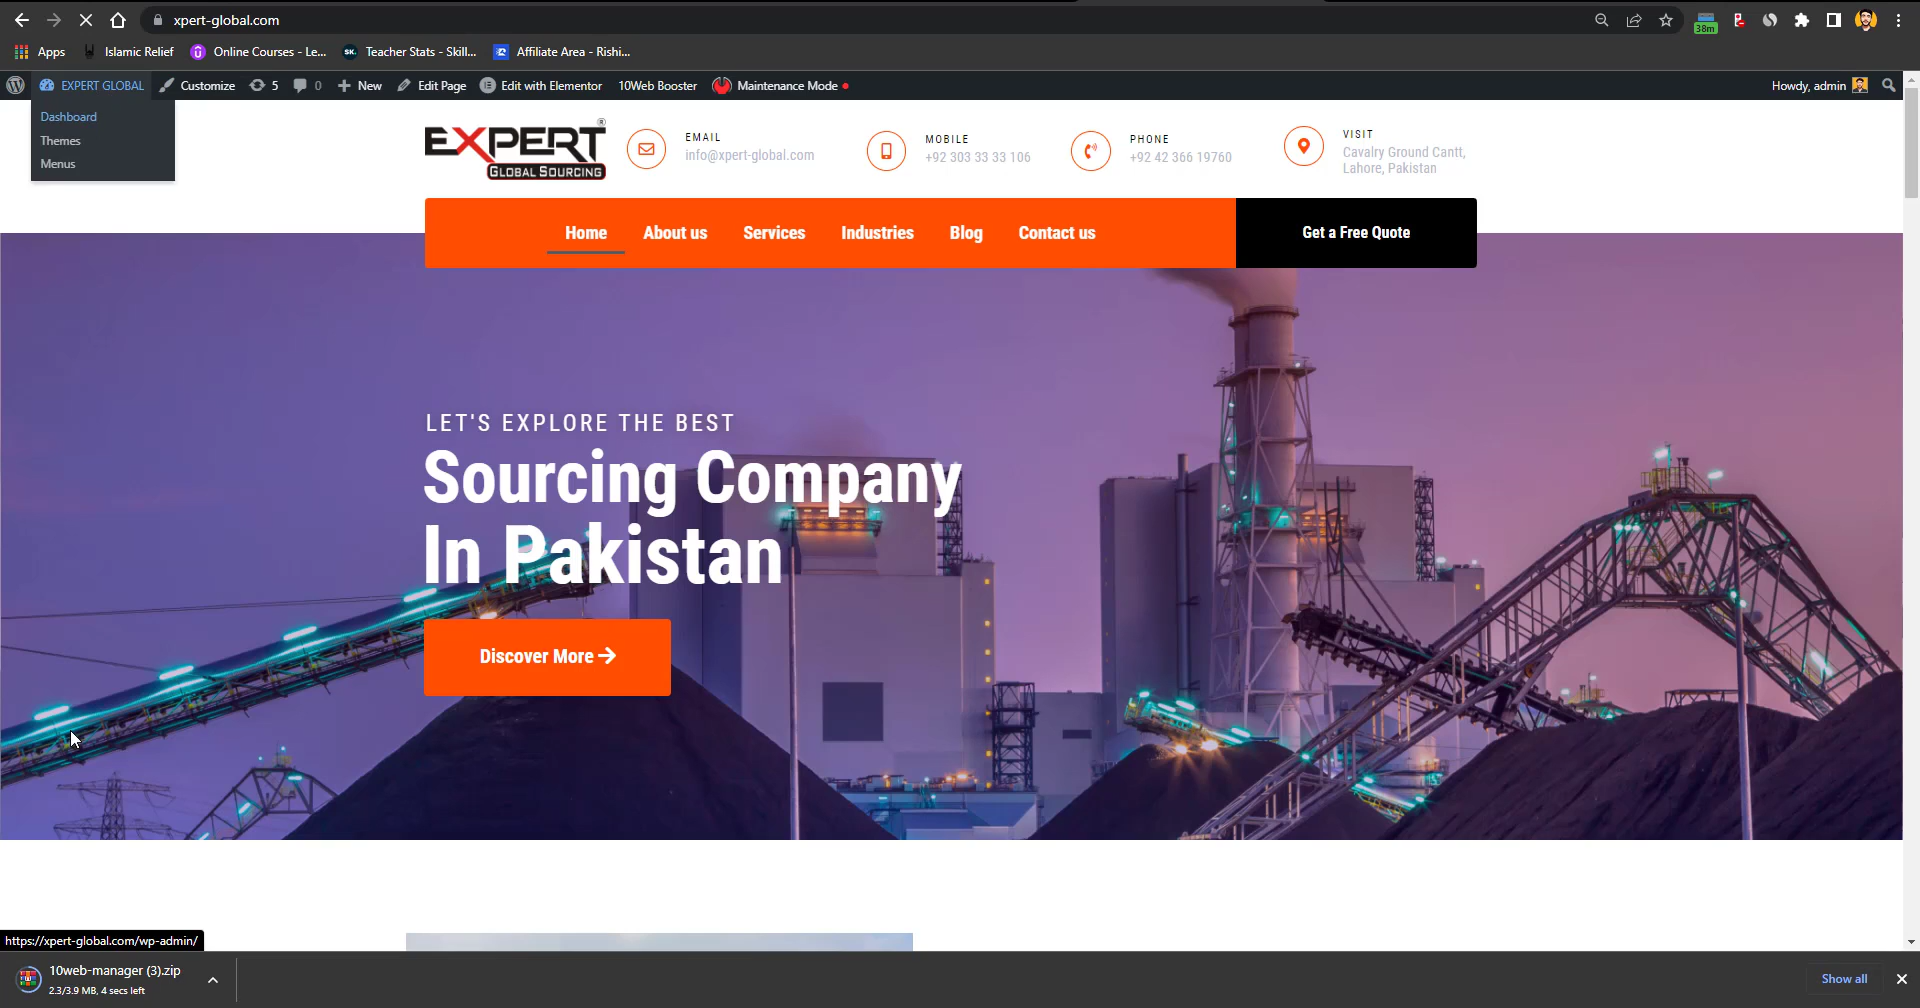 xpert-global.com
38m
Apps
Islamic Relief
Online Courses - Le...
SK.
Teacher Stats - Skill...
Affiliate Area - Rishi...
EXPERT GLOBAL
Customize
5
0
New
Edit Page
Edit with Elementor
10Web Booster
Maintenance Mode
Howdy, admin
Dashboard
Themes
Menus
EXPERT®
GLOBAL SOURCING
EMAIL
info@xpert-global.com
MOBILE
+92 303 33 33 106
PHONE
+92 42 366 19760
VISIT
Cavalry Ground Cantt,
Lahore, Pakistan
Home
About us
Services
Industries
Blog
Contact us
Get a Free Quote
LET'S EXPLORE THE BEST
Sourcing Company
In Pakistan
Discover More
https://xpert-global.com/wp-admin/
10web-manager (3).zip
2.3/3.9 MB, 4 secs left
Show all